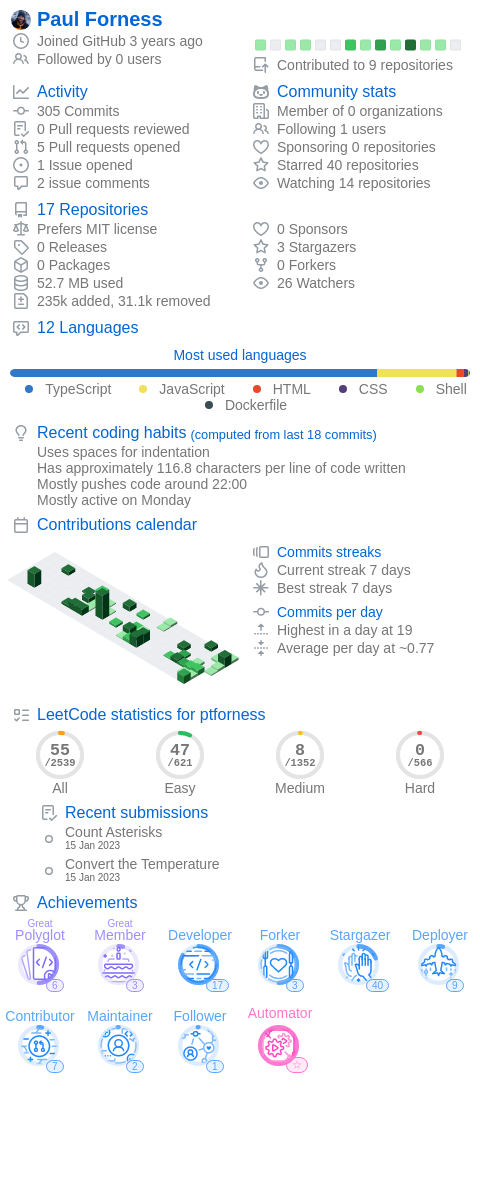 Paul Forness
Joined GitHub 3 years ago
Followed by 0 users
Contributed to 9 repositories
Activity
305 Commits
0 Pull requests reviewed
5 Pull requests opened
1 Issue opened
2 issue comments
Community stats
Member of 0 organizations
Following 1 users
Sponsoring 0 repositories
Starred 40 repositories
Watching 14 repositories
17 Repositories
Prefers MIT license
0 Releases
0 Packages
52.7 MB used
235k added, 31.1k removed
0 Sponsors
3 Stargazers
0 Forkers
26 Watchers
12 Languages
Most used languages
TypeScript JavaScript HTML CSS Shell
Dockerfile
Recent coding habits (computed from last 18 commits)
Uses spaces for indentation
Has approximately 116.8 characters per line of code written
Mostly pushes code around 22:00
Mostly active on Monday
Contributions calendar
Commits streaks
Current streak 7 days
Best streak 7 days
Commits per day
Highest in a day at 19
Average per day at ~0.77
LeetCode statistics for ptforness
55 47 8 0
/2539 /621 /1352 /566
All Easy Medium Hard
Recent submissions
Count Asterisks
15 Jan 2023
Convert the Temperature
15 Jan 2023
Achievements
Great Great
Polyglot Member Developer Forker Stargazer Deployer
6 3 17 3 40 9
Contributor Maintainer Follower Automator
7 2 1